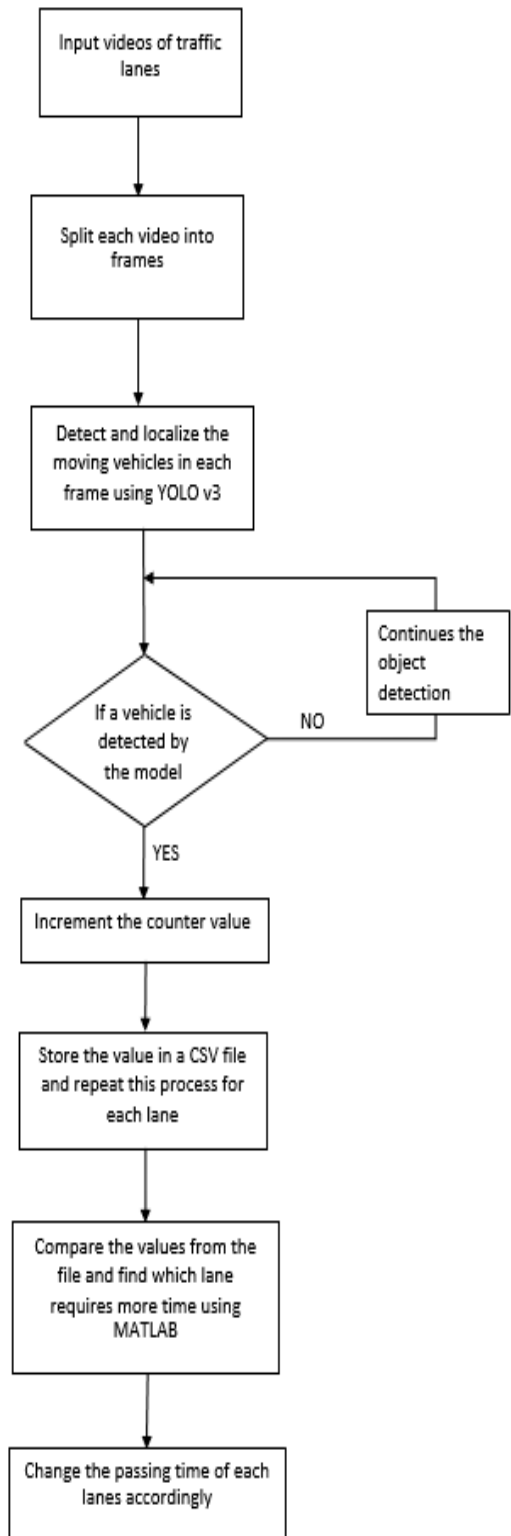 Input videos of traffic
lanes
Split each video into
frames
Detect and localize the
moving vehicles in each
frame using YOLO v3
Continues the
object
detection
If a vehicle is
detected by
the model
NO
YES
Increment the counter value
Store the value in a CSV file
and repeat this process for
each lane
Compare the values from the
file and find which lane
requires more time using
MATLAB
Change the passing time of each
lanes accordingly